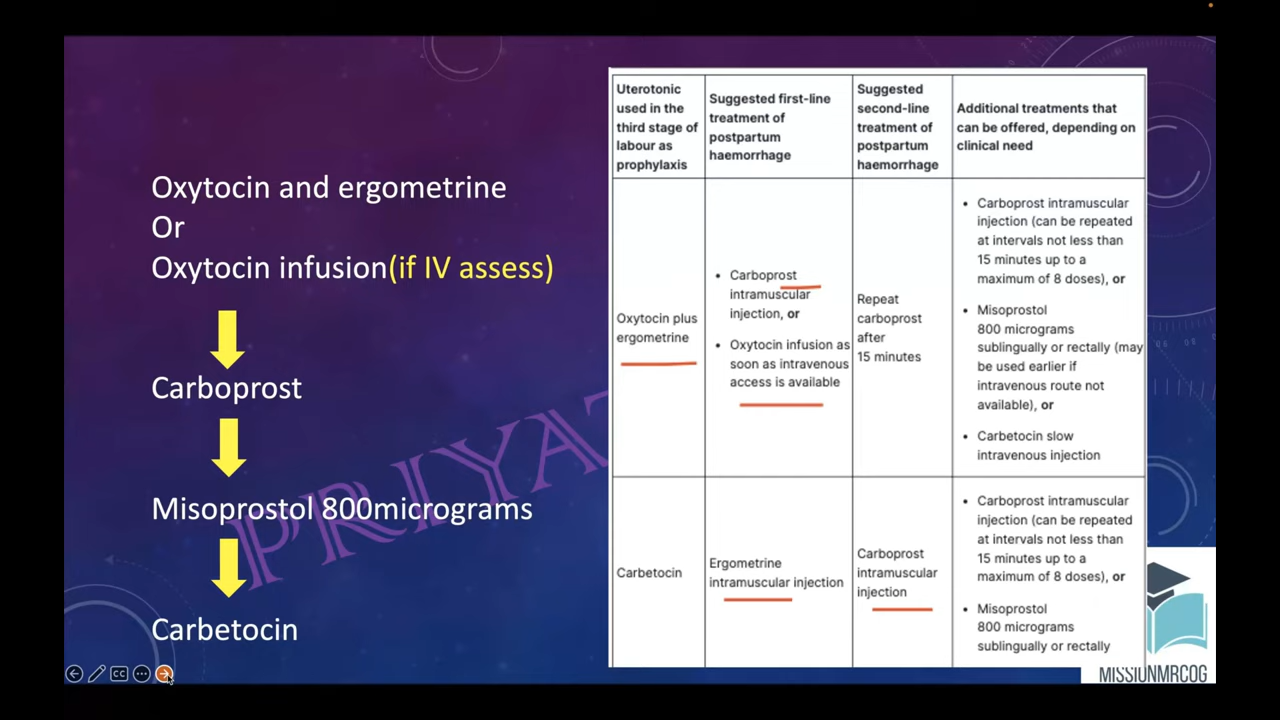 Oxytocin and ergometrine
Or
Oxytocin infusion(if IV assess)
Carboprost
Misoprostol 800micrograms
Carbetocin
Uterotonic
used in the
third stage of
labour as
prophylaxis
Suggested first-line
treatment of
postpartum
haemorrhage
Suggested
second-line
treatment of
postpartum
haemorrhage
Additional treatments that
can be offered, depending on
clinical need
Oxytocin plus
ergometrine
• Carboprost
intramuscular
injection, or
• Oxytocin infusion as
soon as intravenous
access is available
Repeat
carboprost
after
15 minutes
• Carboprost intramuscular
injection (can be repeated
at intervals not less than
15 minutes up to a
maximum of 8 doses), or
• Misoprostol
800 micrograms
sublingually or rectally (may
be used earlier if
intravenous route not
available), or
• Carbetocin slow
intravenous injection
Carbetocin
Ergometrine
intramuscular injection
Carboprost
intramuscular
injection
• Carboprost intramuscular
injection (can be repeated
at intervals not less than
15 minutes up to a
maximum of 8 doses), or
• Misoprostol
800 micrograms
sublingually or rectally
PRIYA
CC
MISSIONMRCOG